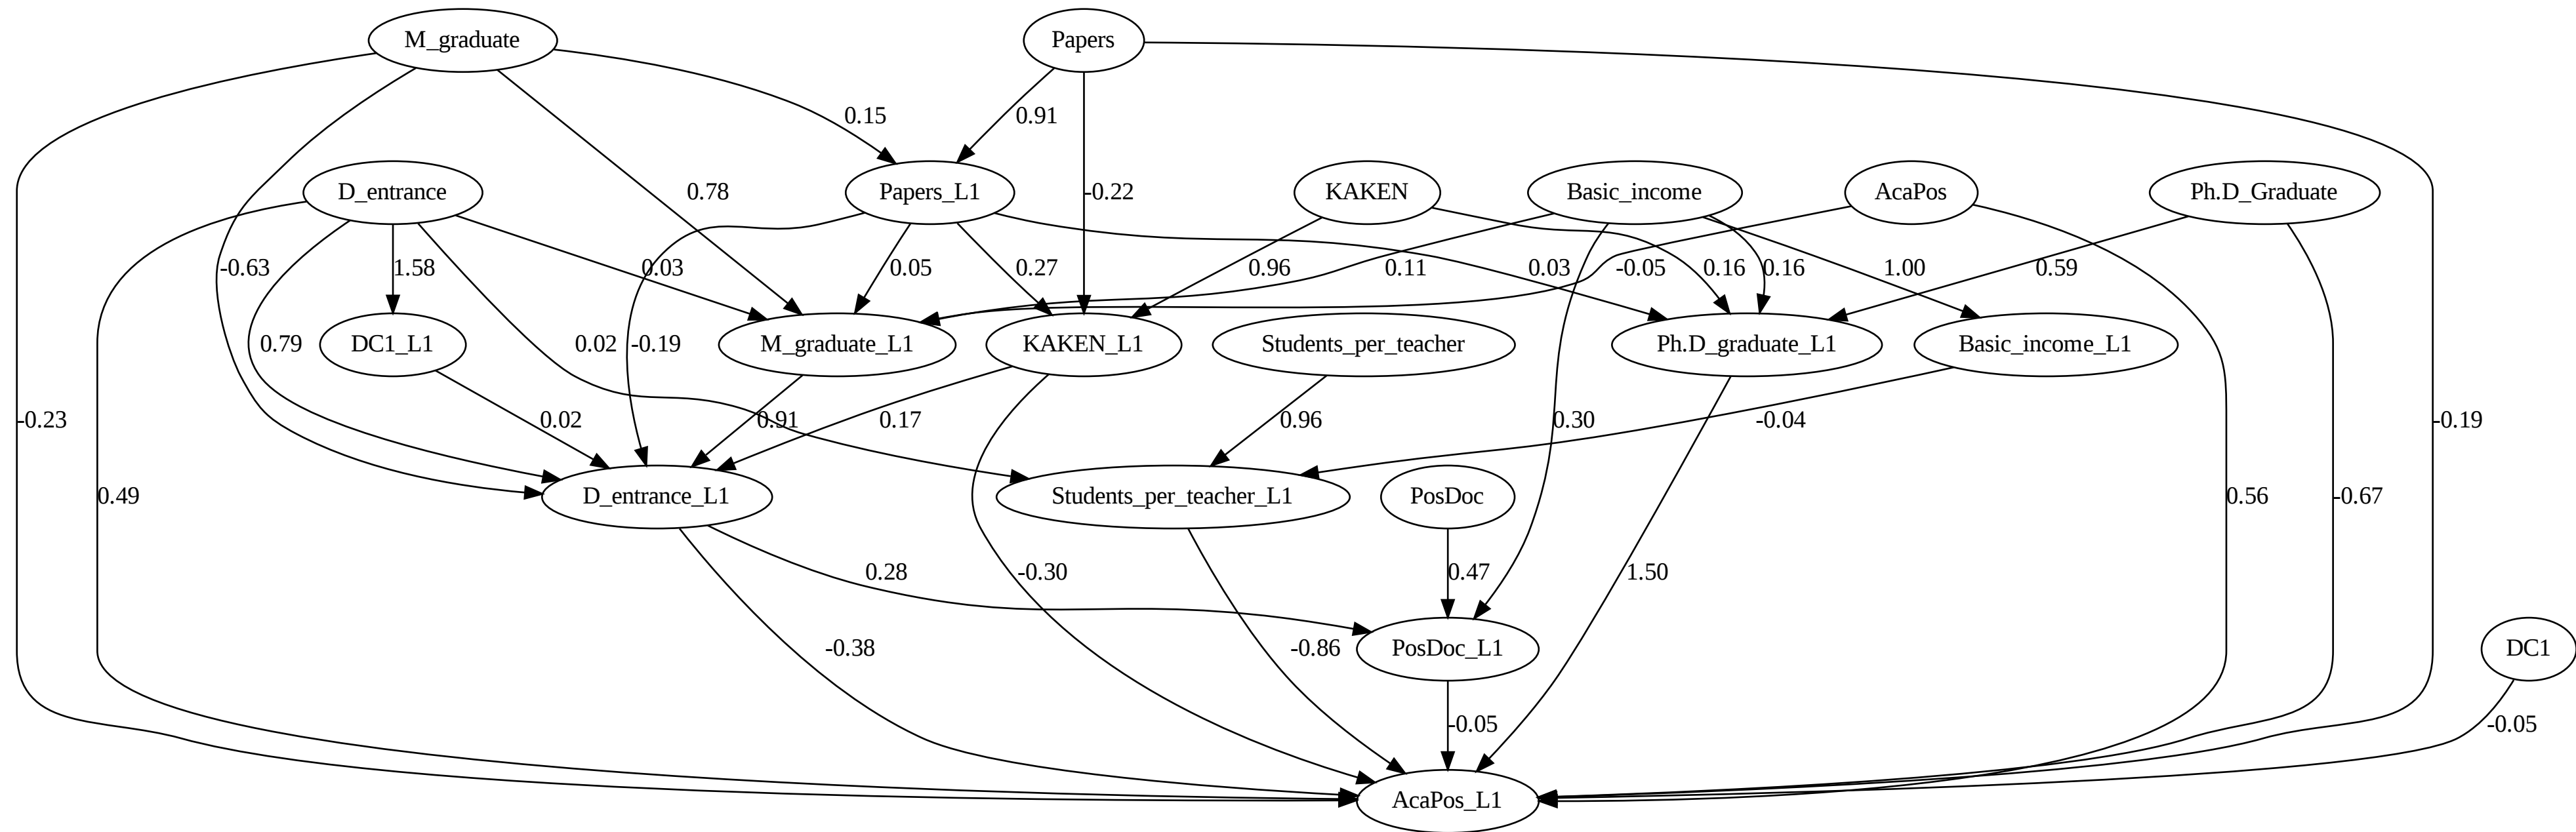 M_graduate
Papers
0.15
0.91
D_entrance
0.78
Papers_L1
-0.22
KAKEN
Basic_income
AcaPos
Ph.D_Graduate
-0.63
1.58
0.03
0.05
0.27
0.96
0.11
0.03
-0.05
0.16
0.16
1.00
0.59
0.79
DC1_L1
0.02
-0.19
M_graduate_L1
KAKEN_L1
Students_per_teacher
Ph.D_graduate_L1
Basic_income_L1
-0.23
0.02
0.91
0.17
0.96
0.30
-0.04
-0.19
0.49
D_entrance_L1
Students_per_teacher_L1
PosDoc
0.56
-0.67
0.28
-0.30
0.47
1.50
-0.38
-0.86
PosDoc_L1
DC1
-0.05
-0.05
AcaPos_L1